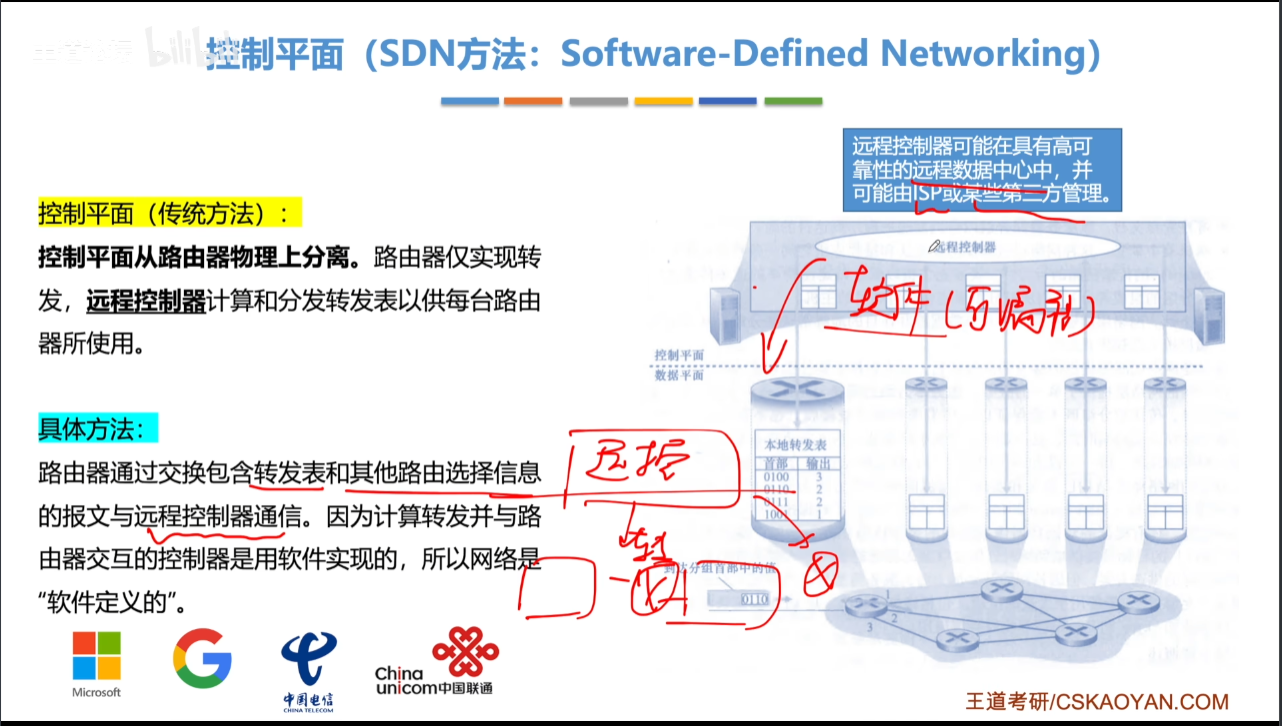 bilibili
控制平面（SDN方法：Software-Defined Networking）
远程控制器可能在具有高可
靠性的远程数据中心中，并
可能由ISP或某些第三方管理。
控制平面（传统方法）：
控制平面从路由器物理上分离。路由器仅实现转
发，远程控制器计算和分发转发表以供每台路由
器所使用。
远程控制器
软件（可编程）
控制平面
数据平面
具体方法：
路由器通过交换包含转发表和其他路由选择信息
的报文与远程控制器通信。因为计算转发并与路
由器交互的控制器是用软件实现的，所以网络是
“软件定义的”。
远控
本地转发表
首部 输出
0100 3
0110 2
0111 2
1001 1
到达分组首部中的值
0110
1
2
3
Microsoft
中国电信
CHINA TELECOM
China
unicom中国联通
王道考研/CSKAOYAN.COM